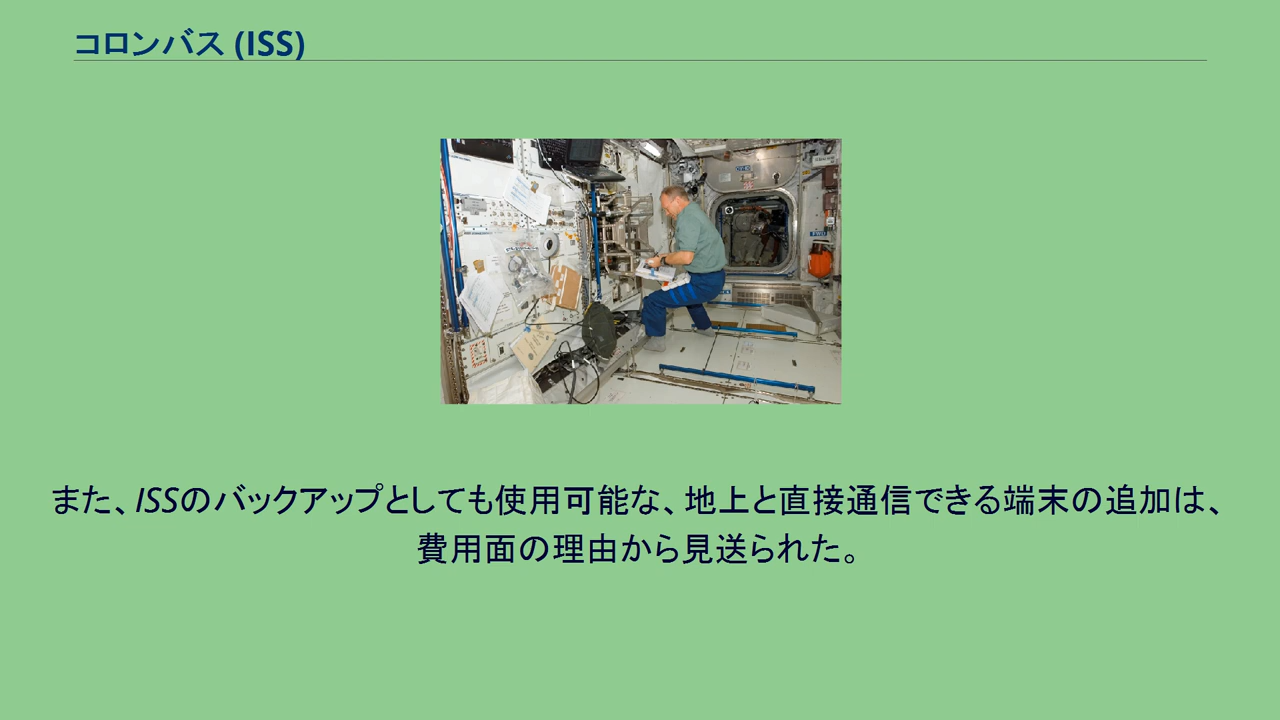 コロンバス (ISS)
また、ISSのバックアップとしても使用可能な、地上と直接通信できる端末の追加は、
費用面の理由から見送られた。